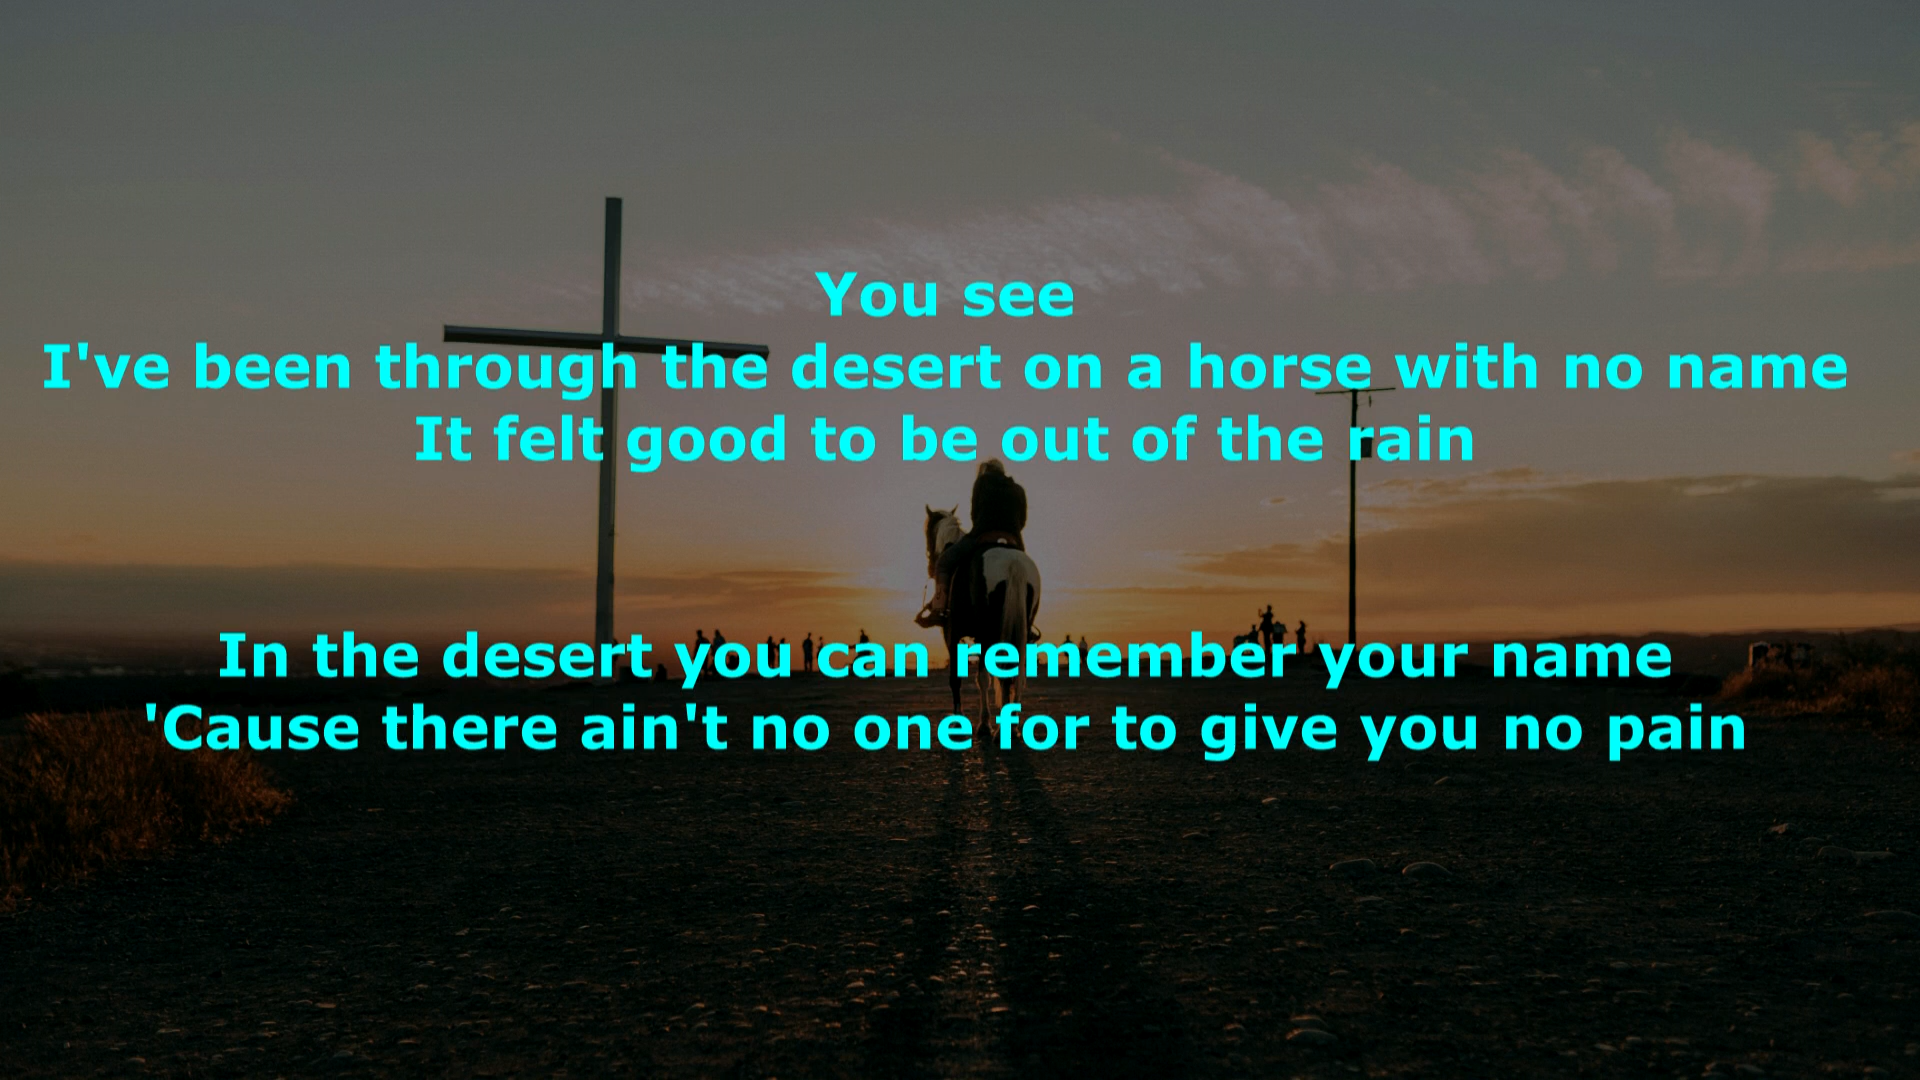 You see
I've been through the desert on a horse with no name
It felt good to be out of the rain
In the desert you can remember your name
'Cause there ain't no one for to give you no pain